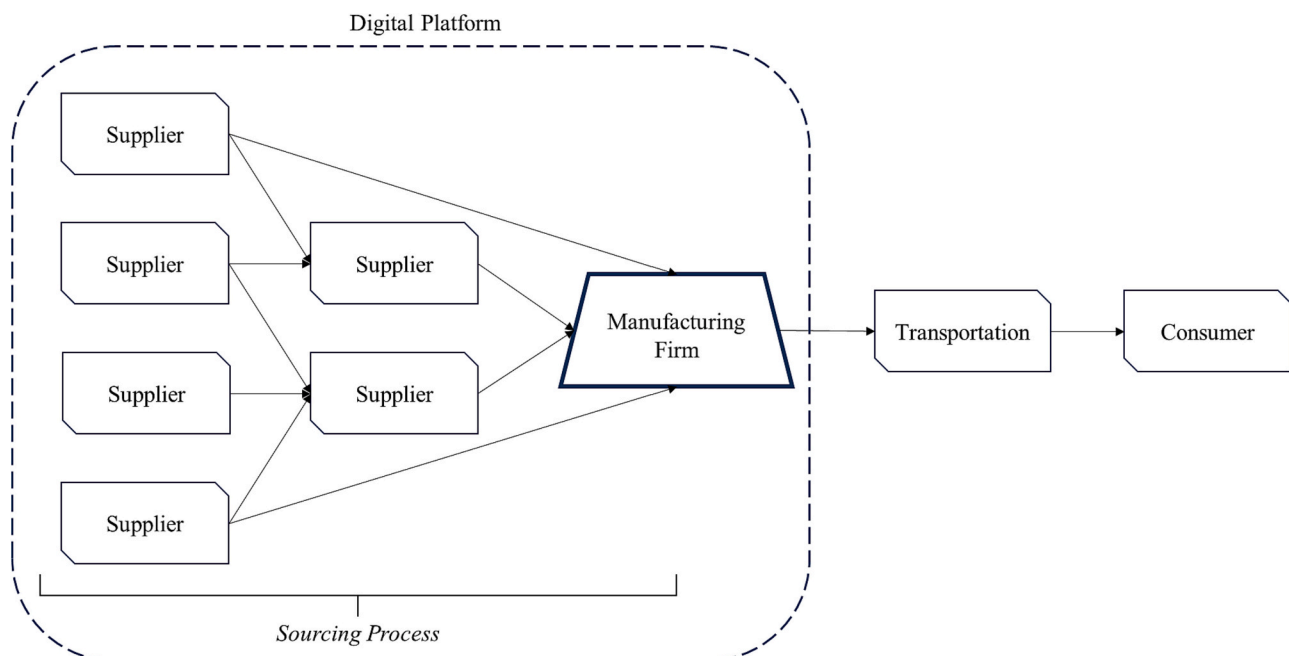 Digital Platform
Supplier
Supplier
Supplier
Supplier
Supplier
Supplier
Manufacturing
Firm
Transportation
Consumer
Sourcing Process